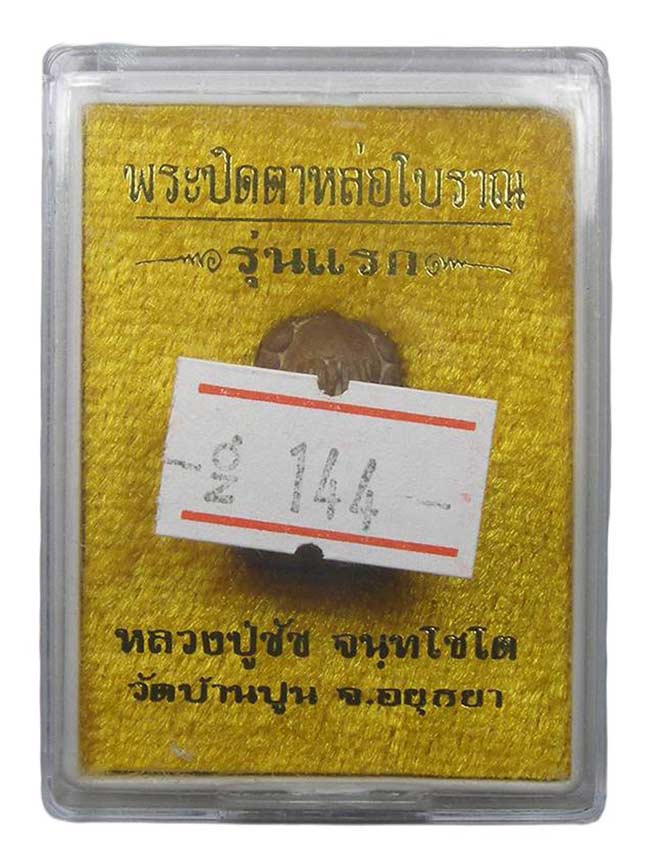 พระปิดตาหล่อโบราณ
รุ่นแรก
No 144
หลวงปู่ชัช จนฺทโชโต
วัดบ้านปูน จ.อยุธยา